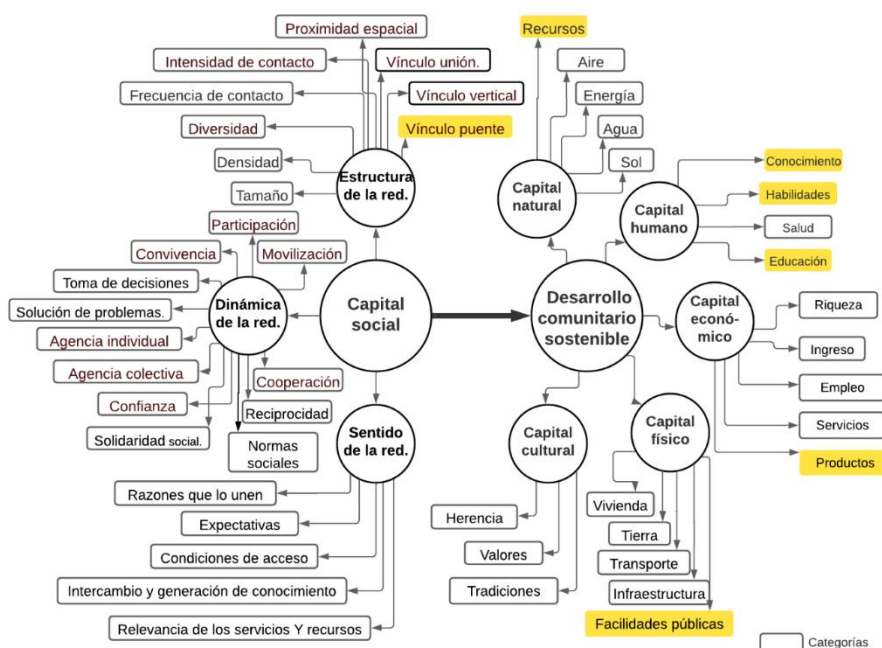 Proximidad espacial
Intensidad de contacto
Vínculo unión.
Frecuencia de contacto
Vínculo vertical
Diversidad
Vínculo puente
Densidad
Tamaño
Estructura
de la red.
Participación
Convivencia
Movilización
Toma de decisiones
Solución de problemas.
Dinámica
de la red.
Agencia individual
Agencia colectiva
Cooperación
Confianza
Reciprocidad
Solidaridad social.
Normas
sociales
Capital
social
Sentido
de la red.
Razones que lo unen
Expectativas
Condiciones de acceso
Intercambio y generación de conocimiento
Relevancia de los servicios Y recursos
Desarrollo
comunitario
sostenible
Recursos
Aire
Energía
Agua
Sol
Capital
natural
Capital
humano
Conocimiento
Habilidades
Salud
Educación
Capital
econó-
mico
Riqueza
Ingreso
Empleo
Servicios
Productos
Capital
cultural
Herencia
Valores
Tradiciones
Capital
físico
Vivienda
Tierra
Transporte
Infraestructura
Facilidades públicas
Categorías